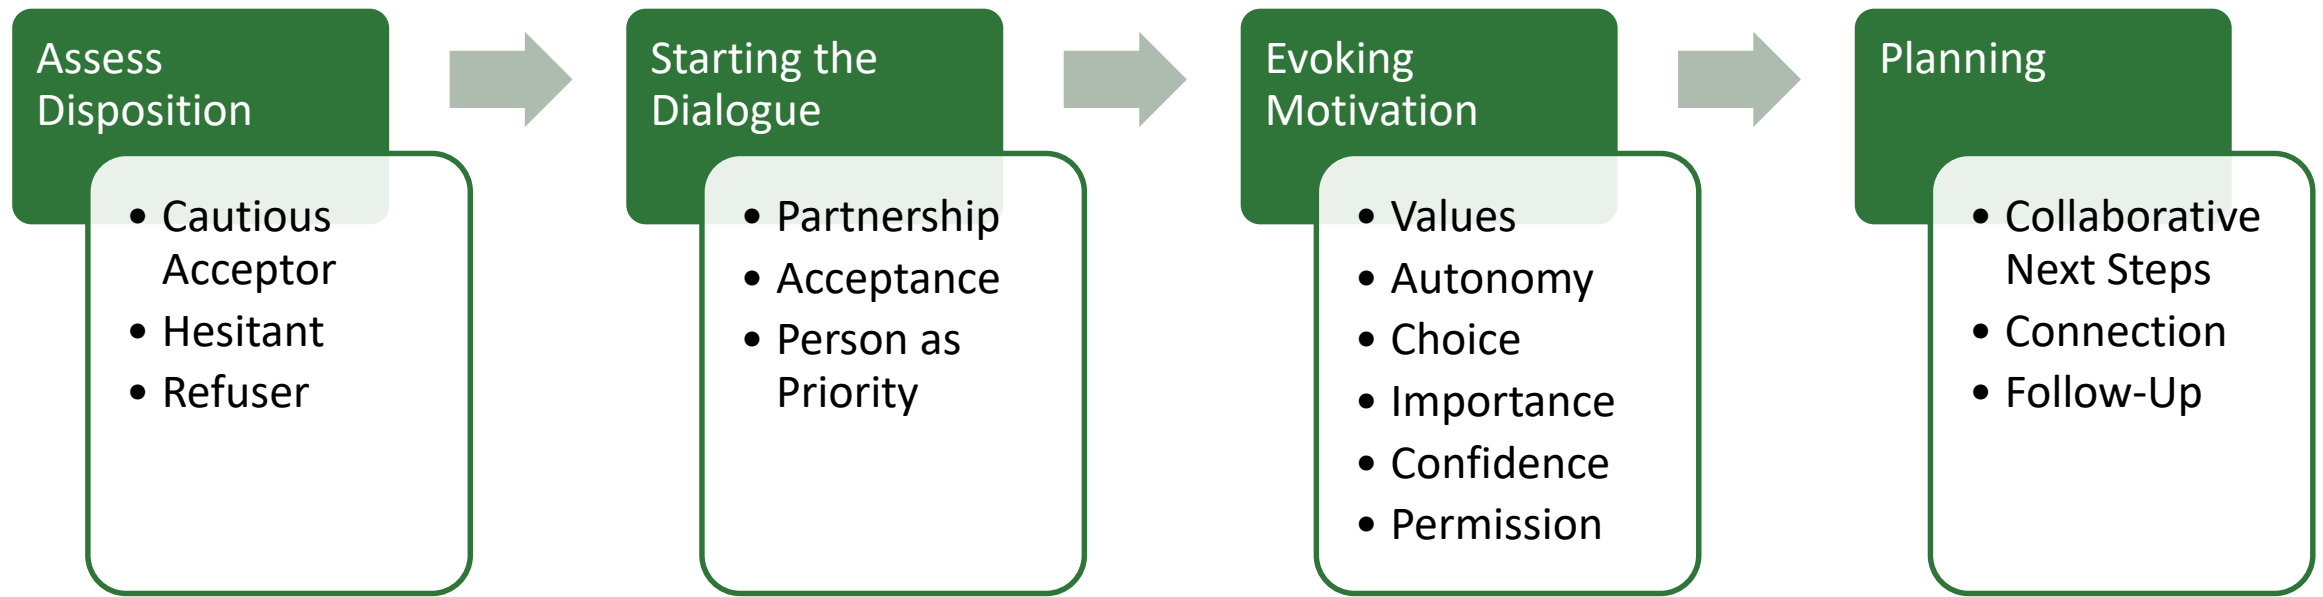 Assess
Disposition
• Cautious
Acceptor
• Hesitant
• Refuser
Starting the
Dialogue
• Partnership
• Acceptance
• Person as
Priority
Evoking
Motivation
• Values
• Autonomy
• Choice
• Importance
• Confidence
• Permission
Planning
• Collaborative
Next Steps
• Connection
• Follow-Up